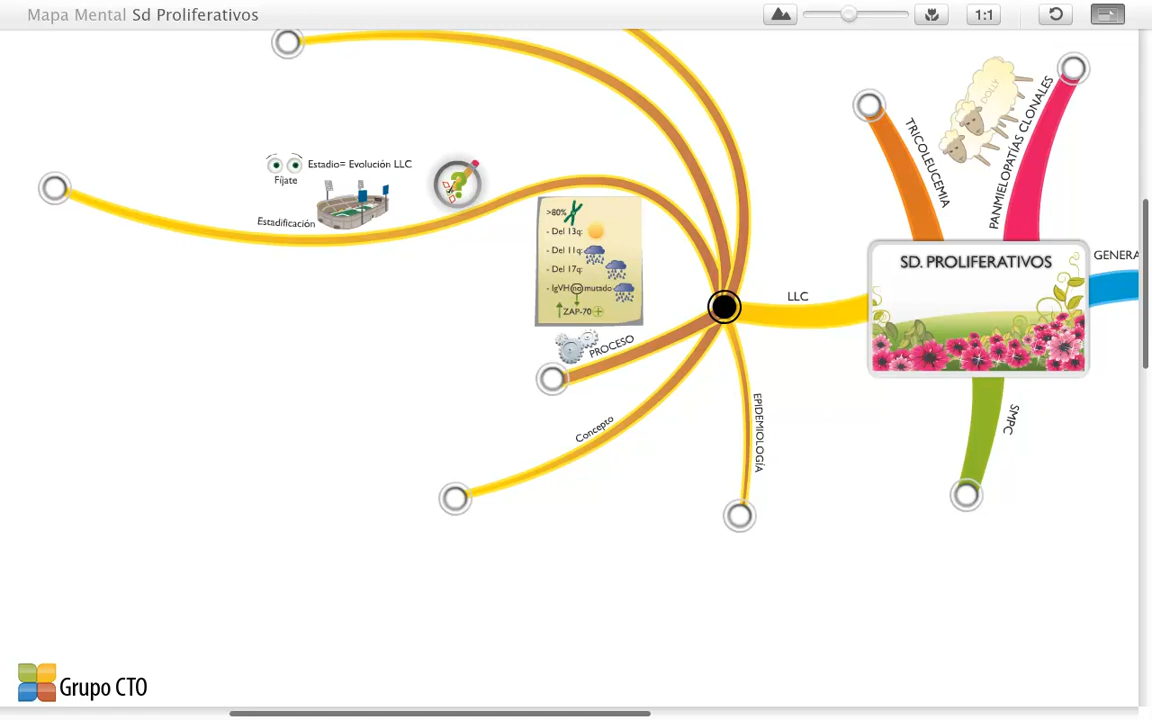 Mapa Mental Sd Proliferativos
1:1
DOLLY
TRICOLEUCEMIA
PANMIELOPATÍAS CLONALES
Estadio= Evolución LLC
Fíjate
Estadificación
>80%
- Del 13q:
- Del 11q:
- Del 17q:
- IgVH no mutado
ZAP-70
SD. PROLIFERATIVOS
GENERA
LLC
PROCESO
Concepto
EPIDEMIOLOGÍA
SMPC
Grupo CTO